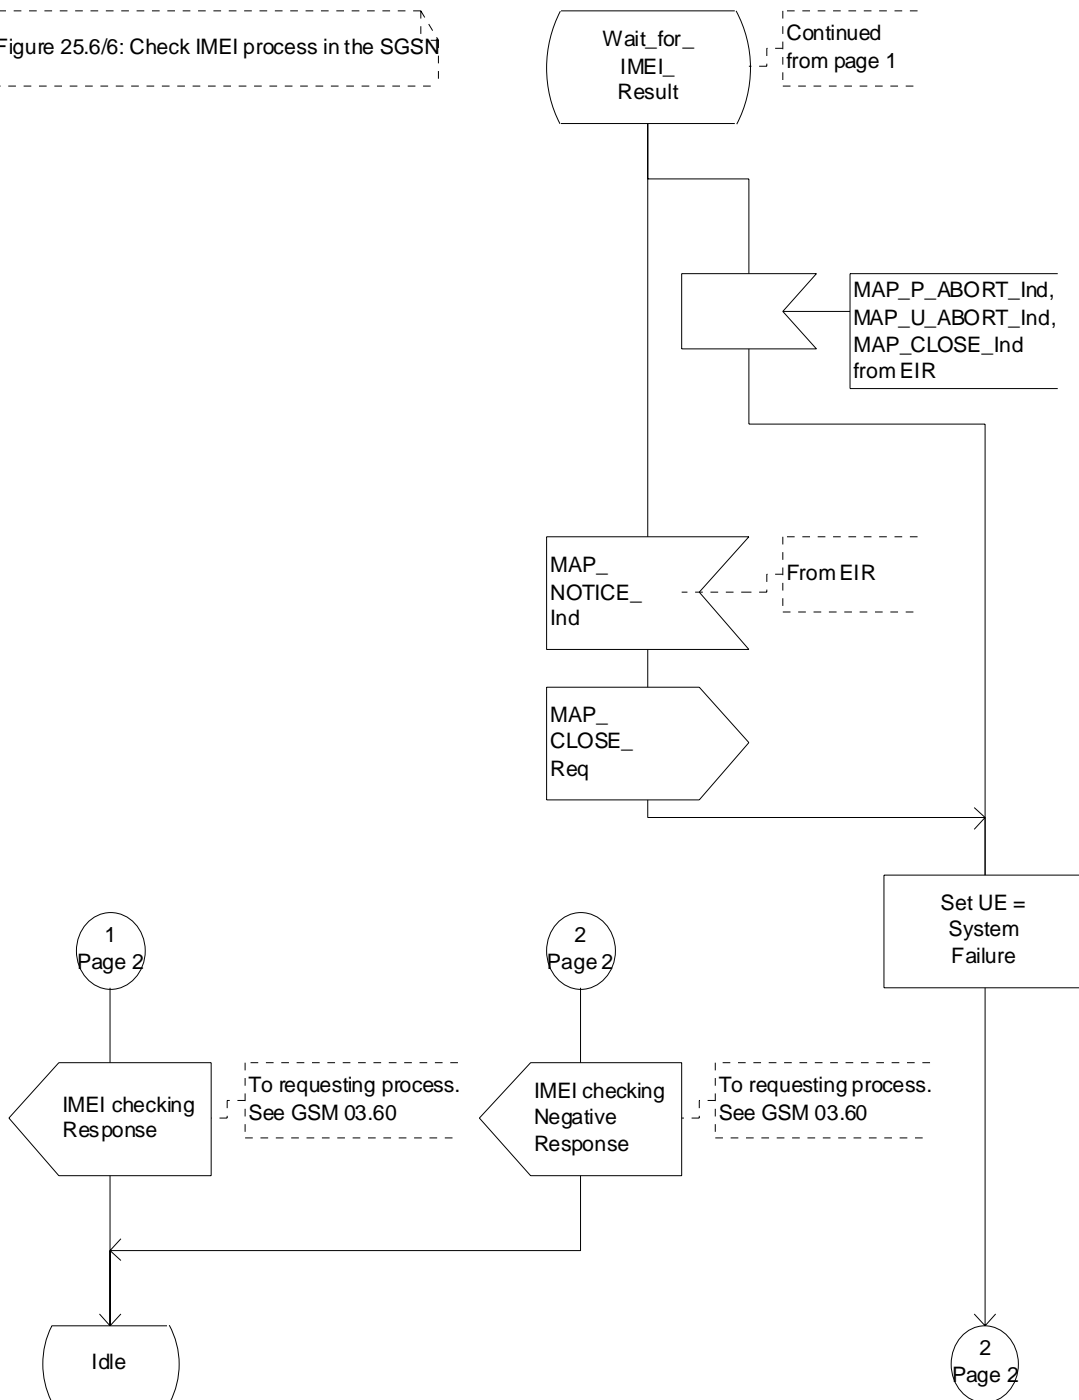 Figure 25.6/6: Check IMEI process in the SGSN
Wait_for_
IMEI_
Result
Continued
from page 1
MAP_P_ABORT_Ind,
MAP_U_ABORT_Ind,
MAP_CLOSE_Ind
from EIR
MAP_
NOTICE_
Ind
From EIR
MAP_
CLOSE_
Req
Set UE =
System
Failure
1
Page 2
2
Page 2
IMEI checking
Response
To requesting process.
See GSM 03.60
IMEI checking
Negative
Response
To requesting process.
See GSM 03.60
Idle
2
Page 2